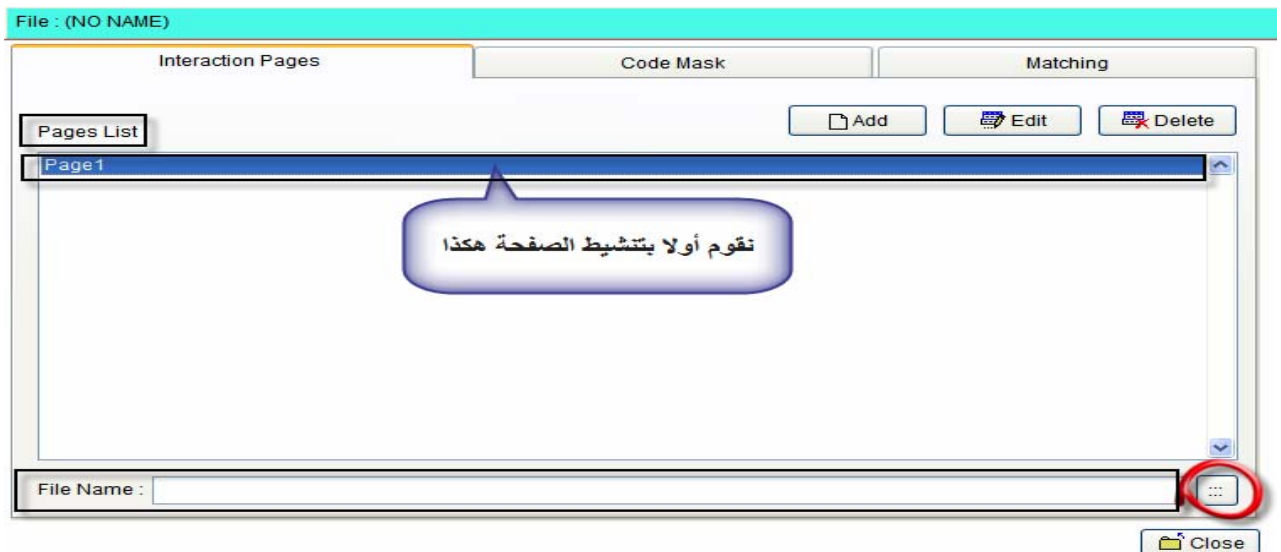 File : (NO NAME)
Interaction Pages Code Mask Matching
Pages List Add Edit Delete
Page1
نقوم أولا بتنشيط الصفحة هكذا
File Name : :::
Close